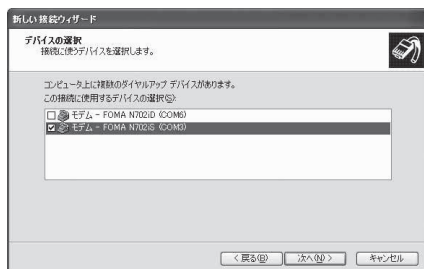 新しい接続ウィザード
デバイスの選択
接続に使うデバイスを選択します。
コンピュータ上に複数のダイヤルアップ デバイスがあります。
この接続に使用するデバイスの選択(S):
モデム - FOMA N702iD (COM6)
モデム - FOMA N702iS (COM3)
< 戻る(B)
次へ(N) >
キャンセル